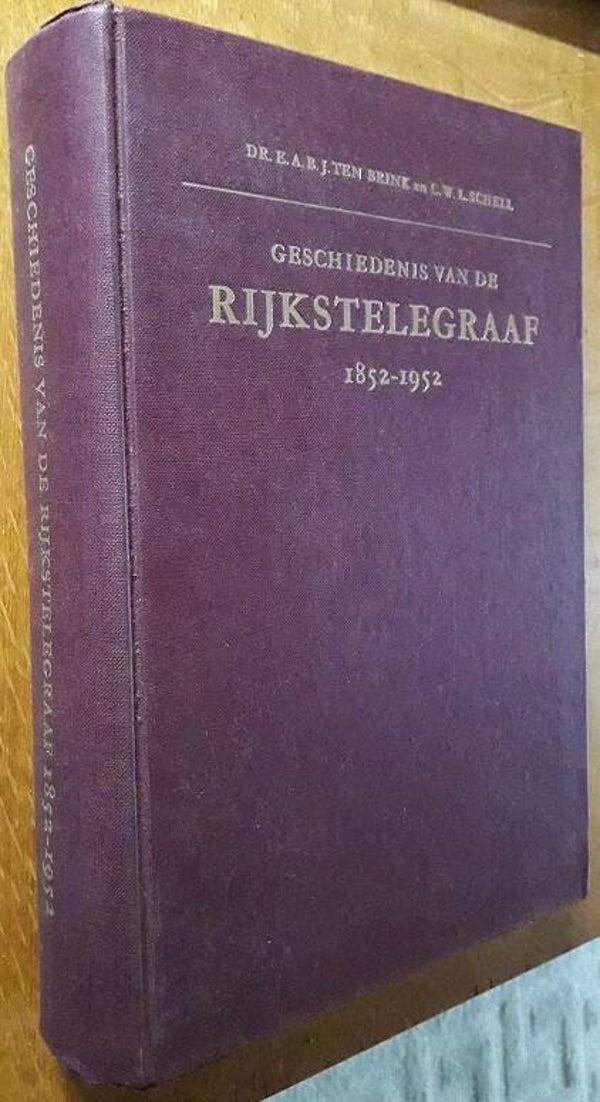 DR. E. A. B. J. TEN BRINK en C. W. L. SCHELL
GESCHIEDENIS VAN DE
RIJKSTELEGRAAF
1852-1952
GESCHIEDENIS VAN DE RIJKSTELEGRAAF 1852-1952